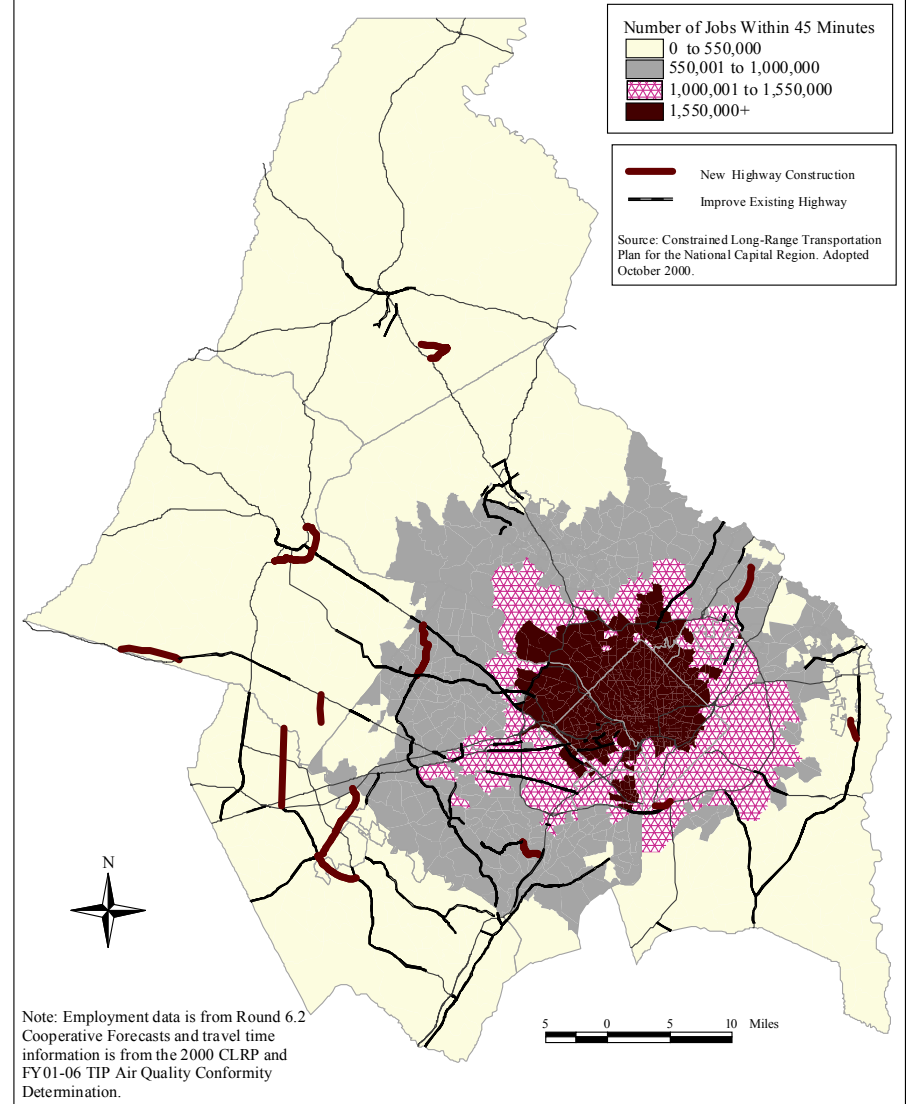 Number of Jobs Within 45 Minutes
0 to 550,000
550,001 to 1,000,000
1,000,001 to 1,550,000
1,550,000+
New Highway Construction
Improve Existing Highway
Source: Constrained Long-Range Transportation
Plan for the National Capital Region. Adopted
October 2000.
N
Note: Employment data is from Round 6.2
Cooperative Forecasts and travel time
information is from the 2000 CLRP and
FY01-06 TIP Air Quality Conformity
Determination.
5 0 5 10 Miles